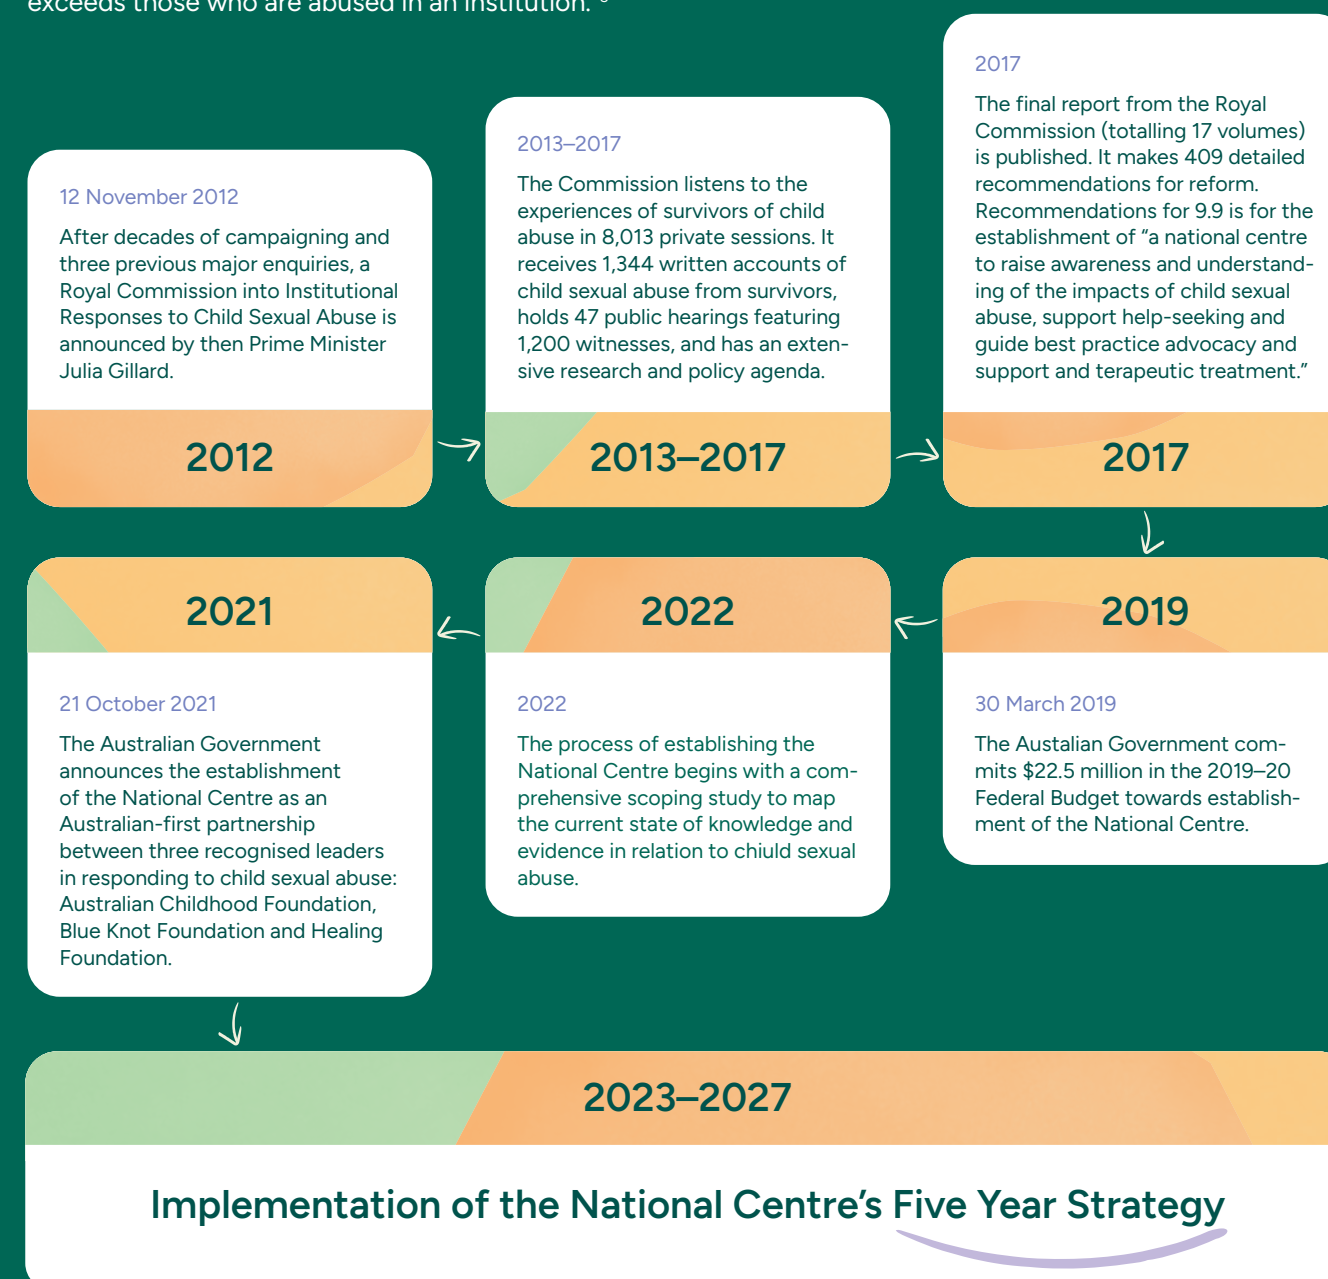 exceeds those who are abused in an institution.
12 November 2012
After decades of campaigning and
three previous major enquiries, a
Royal Commission into Institutional
Responses to Child Sexual Abuse is
announced by then Prime Minister
Julia Gillard.
2012
2013–2017
The Commission listens to the
experiences of survivors of child
abuse in 8,013 private sessions. It
receives 1,344 written accounts of
child sexual abuse from survivors,
holds 47 public hearings featuring
1,200 witnesses, and has an exten-
sive research and policy agenda.
2013–2017
2017
The final report from the Royal
Commission (totalling 17 volumes)
is published. It makes 409 detailed
recommendations for reform.
Recommendations for 9.9 is for the
establishment of “a national centre
to raise awareness and understand-
ing of the impacts of child sexual
abuse, support help-seeking and
guide best practice advocacy and
support and terapeutic treatment.”
2017
2019
30 March 2019
The Austalian Government com-
mits $22.5 million in the 2019–20
Federal Budget towards establish-
ment of the National Centre.
2022
2022
The process of establishing the
National Centre begins with a com-
prehensive scoping study to map
the current state of knowledge and
evidence in relation to chiuld sexual
abuse.
2021
21 October 2021
The Australian Government
announces the establishment
of the National Centre as an
Australian-first partnership
between three recognised leaders
in responding to child sexual abuse:
Australian Childhood Foundation,
Blue Knot Foundation and Healing
Foundation.
2023–2027
Implementation of the National Centre’s Five Year Strategy